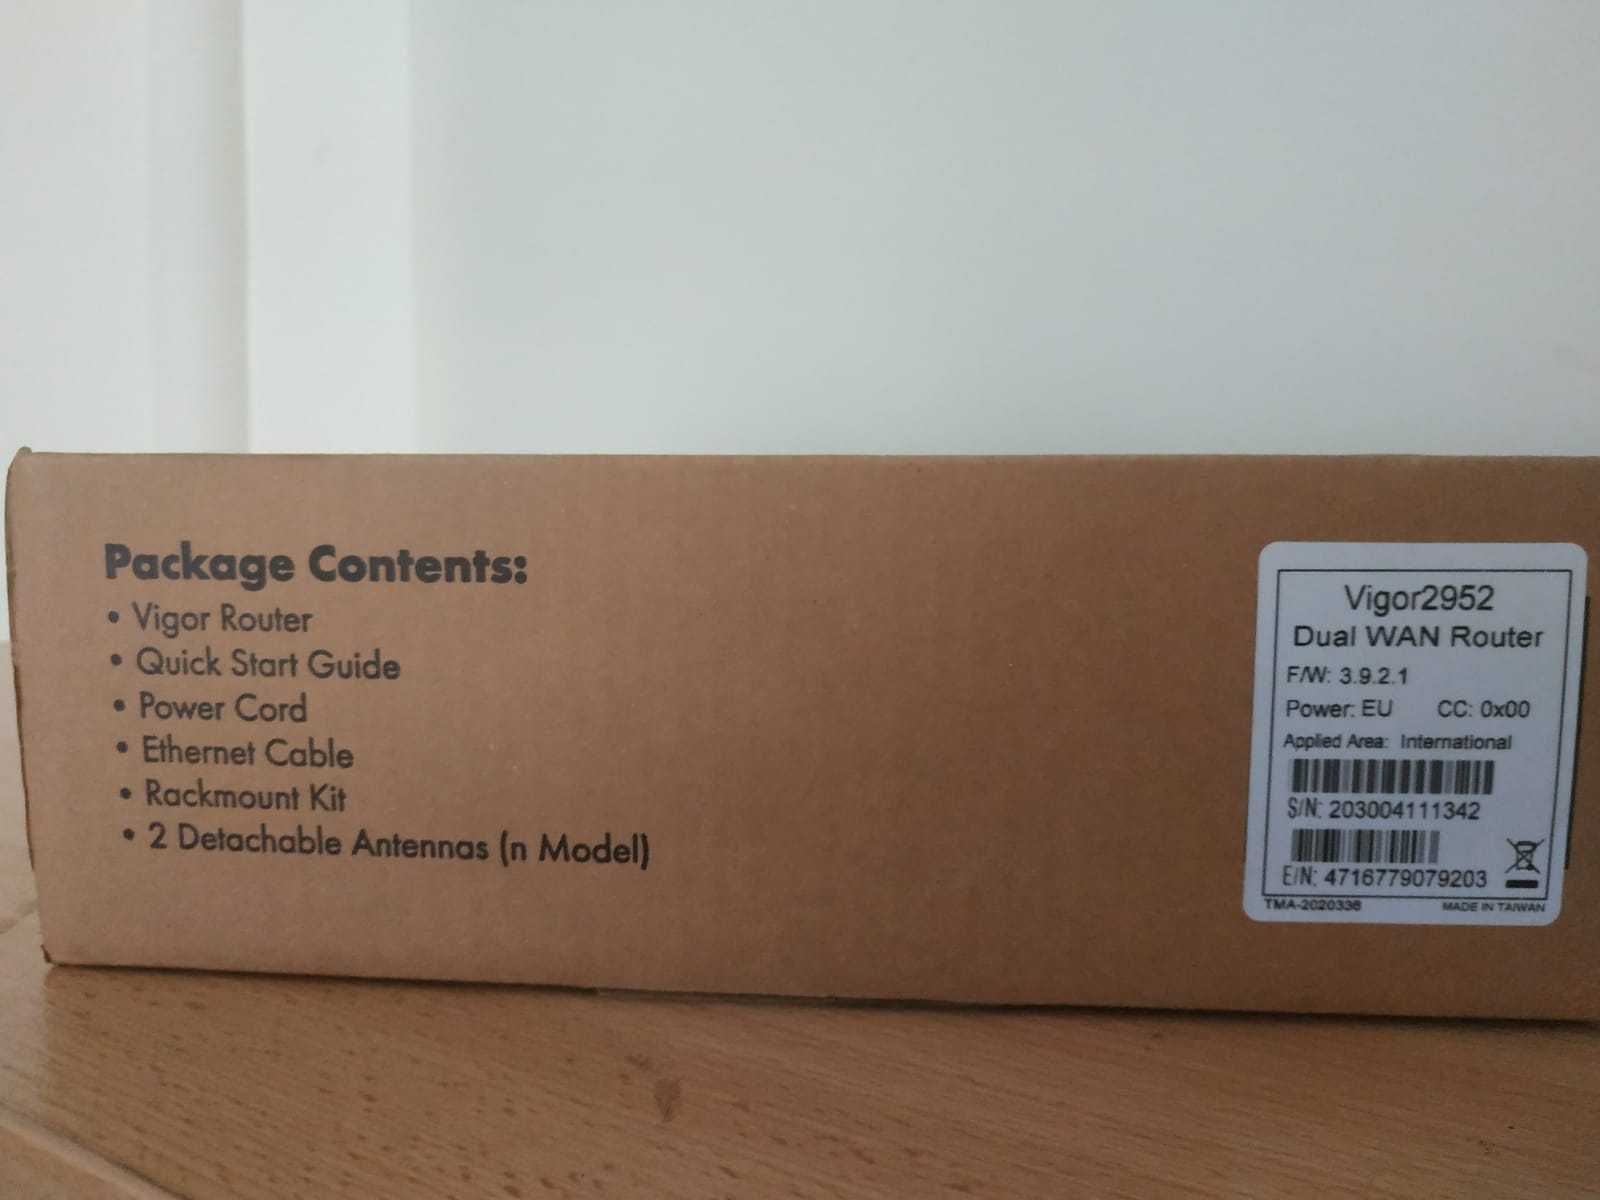 Package Contents:
• Vigor Router
• Quick Start Guide
• Power Cord
• Ethernet Cable
• Rackmount Kit
• 2 Detachable Antennas (n Model)
Vigor2952
Dual WAN Router
F/W: 3.9.2.1
Power: EU CC: 0x00
Applied Area: International
S/N: 203004111342
E/N: 4716779079203
TMA-2020336 MADE IN TAIWAN